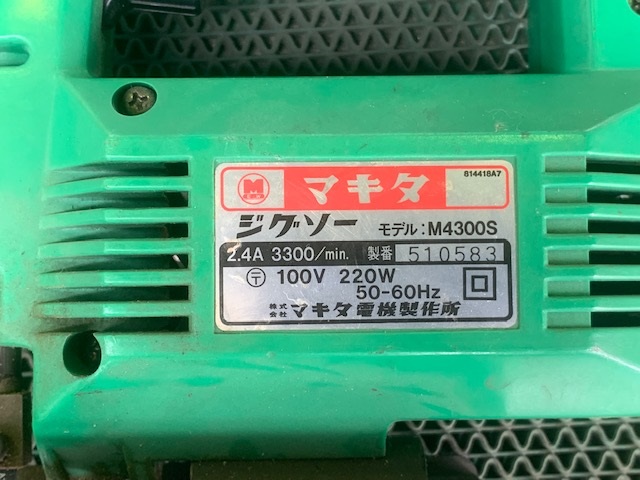 M マキタ 814418A7
ジグソー モデル:M4300S
2.4A 3300/min. 製番 510583
〒 100V 220W
50-60Hz
株式会社 マキタ電機製作所